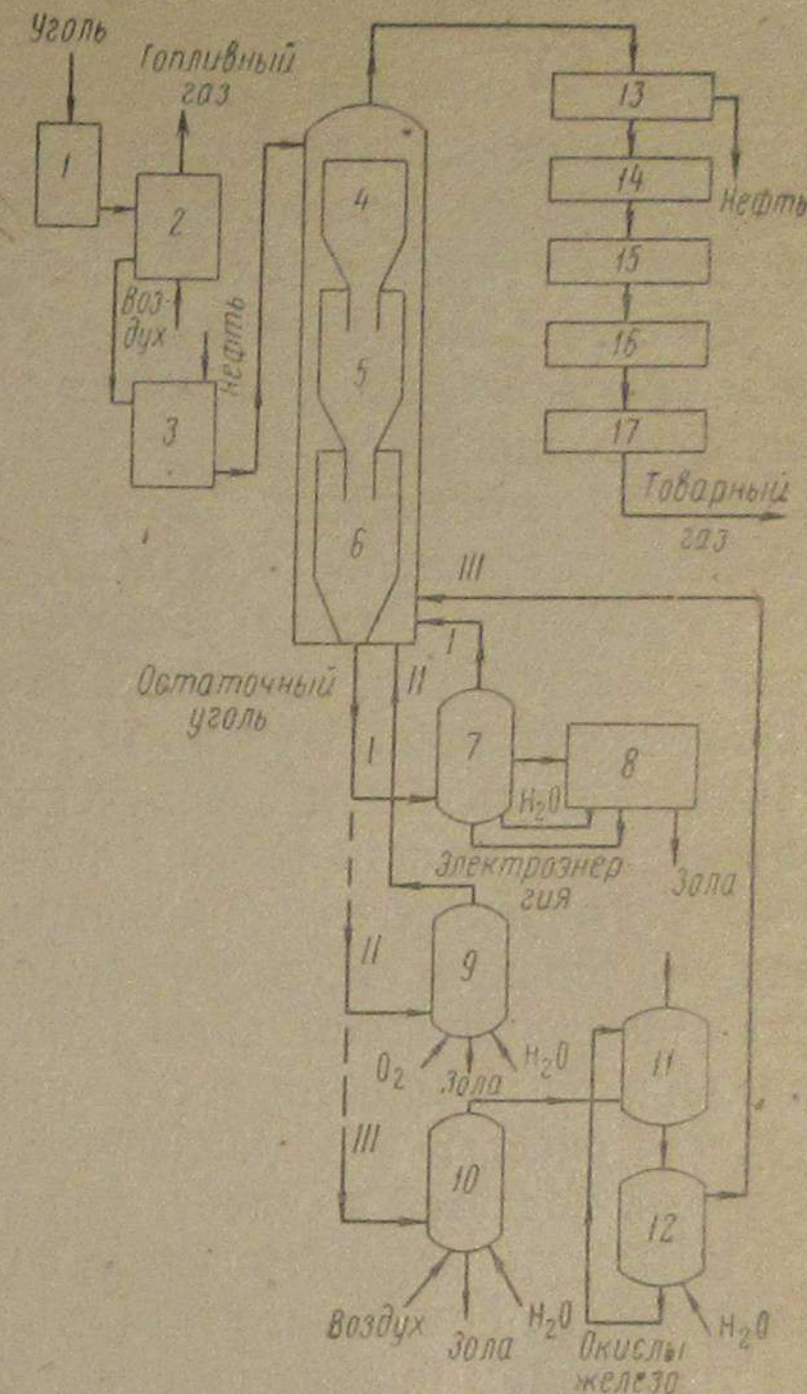 Уголь
Топливный
газ
1
2
Воз-
дух
Нефть
3
4
5
6
13
Нефть
14
15
16
17
Товарный
газ
III
I
II
Остаточный
уголь
I
7
8
H₂O
Электроэнер
гия
Зола
II
9
O₂
Зола
H₂O
11
III
10
12
Воздух
Зола
H₂O
Окислы
железа
H₂O